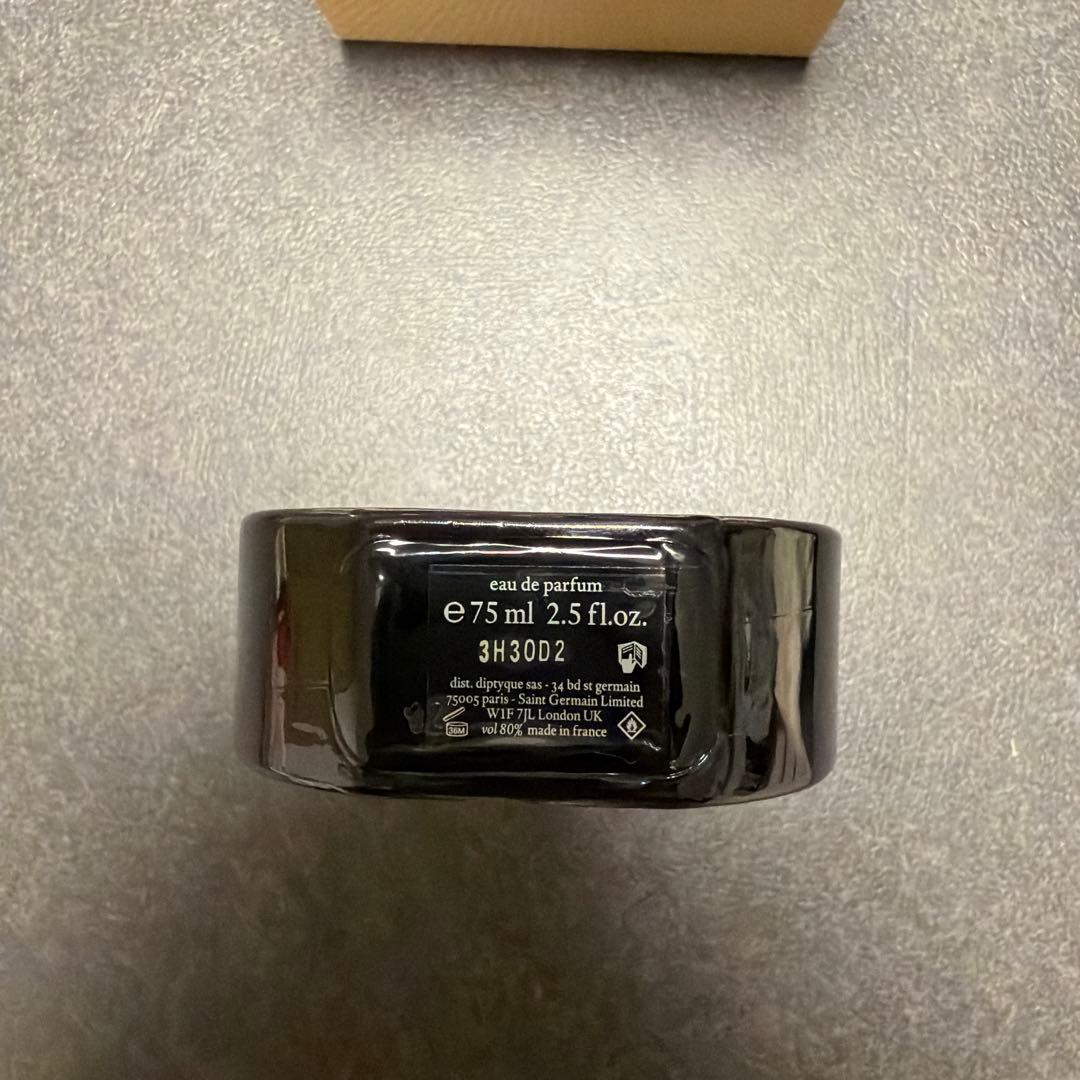 eau de parfum
e 75 ml 2.5 fl.oz.
3H30D2
dist. diptyque sas - 34 bd st germain
75005 paris - Saint Germain Limited
W1F 7JL London UK
36M vol 80% made in france